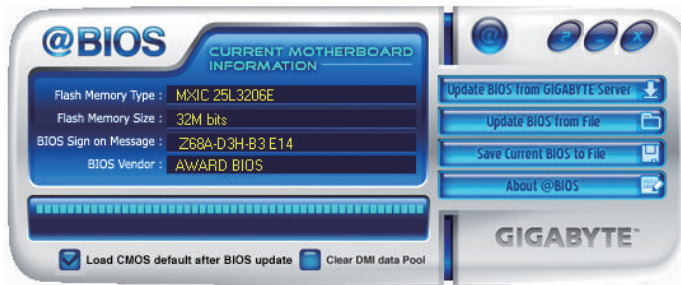 @BIOS
CURRENT MOTHERBOARD
INFORMATION
Flash Memory Type : MXIC 25L3206E
Flash Memory Size : 32M bits
BIOS Sign on Message : Z68A-D3H-B3 E14
BIOS Vendor : AWARD BIOS
Load CMOS default after BIOS update
Clear DMI data Pool
@
? – x
Update BIOS from GIGABYTE Server
Update BIOS from File
Save Current BIOS to File
About @BIOS
GIGABYTE™